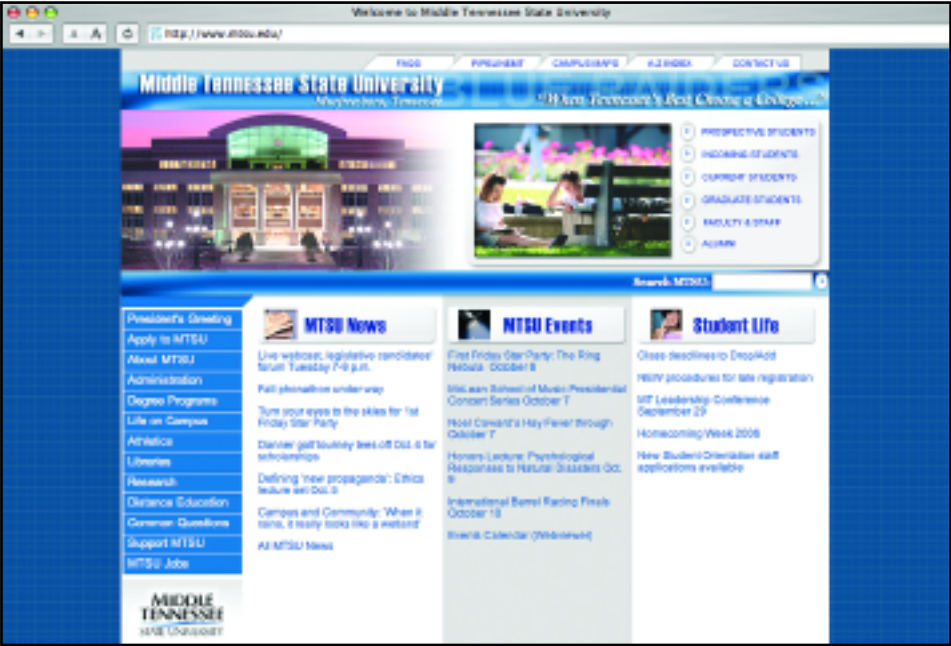 Welcome to Middle Tennessee State University
A A
http://www.mtsu.edu/
FAQS PIPELINEMT CAMPUS MAPS A-Z INDEX CONTACT US
Middle Tennessee State University
BLUE RAIDERS
Murfreesboro, Tennessee
"When Tennessee's Best Choose a College..."
PROSPECTIVE STUDENTS
INCOMING STUDENTS
CURRENT STUDENTS
GRADUATE STUDENTS
FACULTY & STAFF
ALUMNI
Search MTSU:
President's Greeting
Apply to MTSU
About MTSU
Administration
Degree Programs
Life on Campus
Athletics
Libraries
Research
Distance Education
Common Questions
Support MTSU
MTSU Jobs
MIDDLE
TENNESSEE
STATE UNIVERSITY
MTSU News
Live webcast, legislative candidates'
forum Tuesday 7-9 p.m.
Fall phonathon under way
Turn your eyes to the skies for 1st
Friday Star Party
Danner golf tourney tees off Oct. 6 for
scholarships
Defining 'new propaganda': Ethics
lecture set Oct. 5
Campus and Community: 'When it
rains, it really looks like a wetland'
All MTSU News
MTSU Events
First Friday Star Party: The Ring
Nebula October 6
McLean School of Music Presidential
Concert Series October 7
Noel Coward's Hay Fever through
October 7
Honors Lecture: Psychological
Responses to Natural Disasters Oct.
9
International Barrel Racing Finals
October 10
Events Calendar (Webviewer)
Student Life
Class deadlines to Drop/Add
NEW procedures for late registration
MT Leadership Conference
September 29
Homecoming Week 2006
New Student Orientation staff
applications available